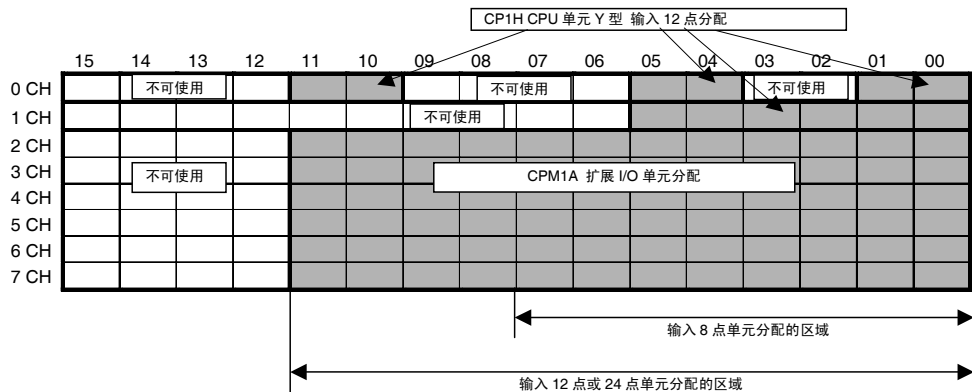 CP1H CPU 单元 Y 型 输入 12 点分配
15 14 13 12 11 10 09 08 07 06 05 04 03 02 01 00
0 CH 不可使用 不可使用 不可使用
1 CH 不可使用
2 CH
3 CH 不可使用 CPM1A 扩展 I/O 单元分配
4 CH
5 CH
6 CH
7 CH
输入 8 点单元分配的区域
输入 12 点或 24 点单元分配的区域